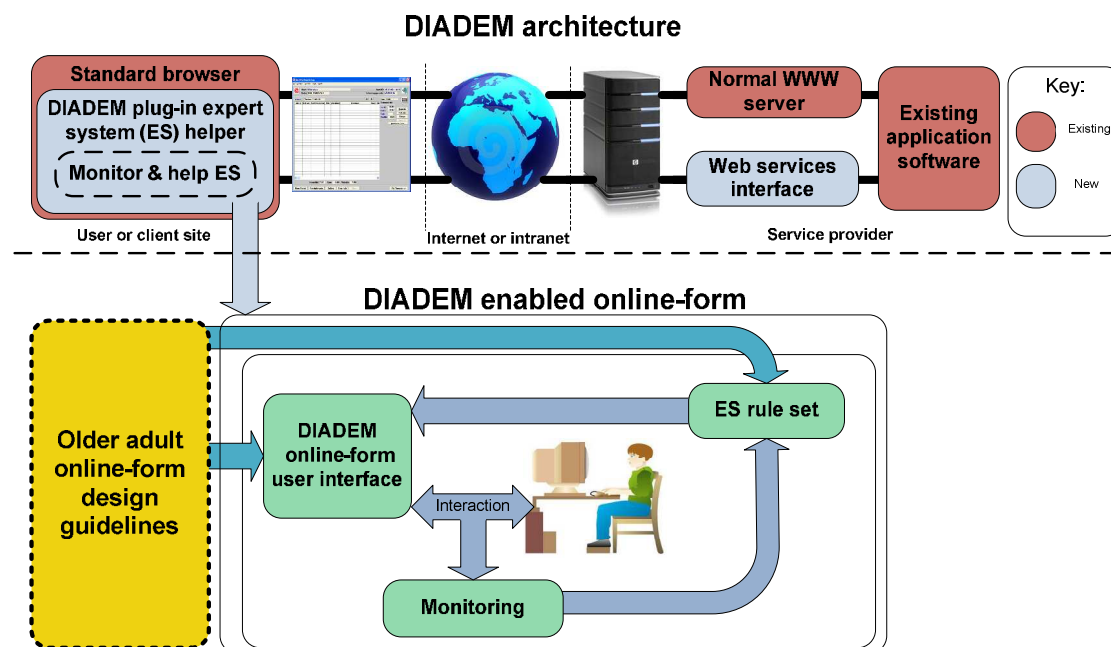 DIADEM architecture
Standard browser
DIADEM plug-in expert
system (ES) helper
Monitor & help ES
User or client site
Internet or intranet
Normal WWW
server
Web services
interface
Service provider
Existing
application
software
Key:
Existing
New
DIADEM enabled online-form
Older adult
online-form
design
guidelines
DIADEM
online-form
user interface
ES rule set
Interaction
Monitoring